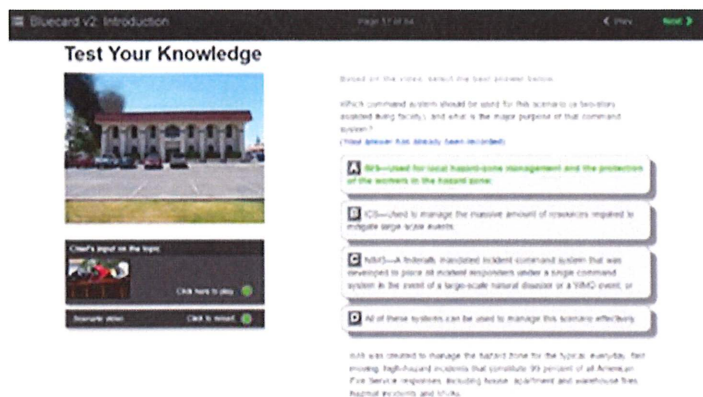 Bluecard v2: Introduction
Page 17 of 54
Prev
Next
Test Your Knowledge
Based on the video, select the best answer below.
Which command system should be used for this scenario (a two-story
assisted living facility), and what is the major purpose of that command
system?
(Your answer has already been recorded)
A IMS—Used for local hazard-zone management and the protection
of the workers in the hazard zone;
B ICS—Used to manage the massive amount of resources required to
mitigate large-scale events
C NIMS—A federally mandated incident command system that was
developed to place all incident responders under a single command
system in the event of a large-scale natural disaster or a WMD event; or
D All of these systems can be used to manage this scenario effectively.
Chief's input on the topic
Click here to play
Scenario video
Click to revisit
IMS was created to manage the hazard zone for the typical, everyday, fast
moving, high-hazard incidents that constitute 99 percent of all American
Fire Service responses, including house, apartment and warehouse fires,
hazmat incidents and